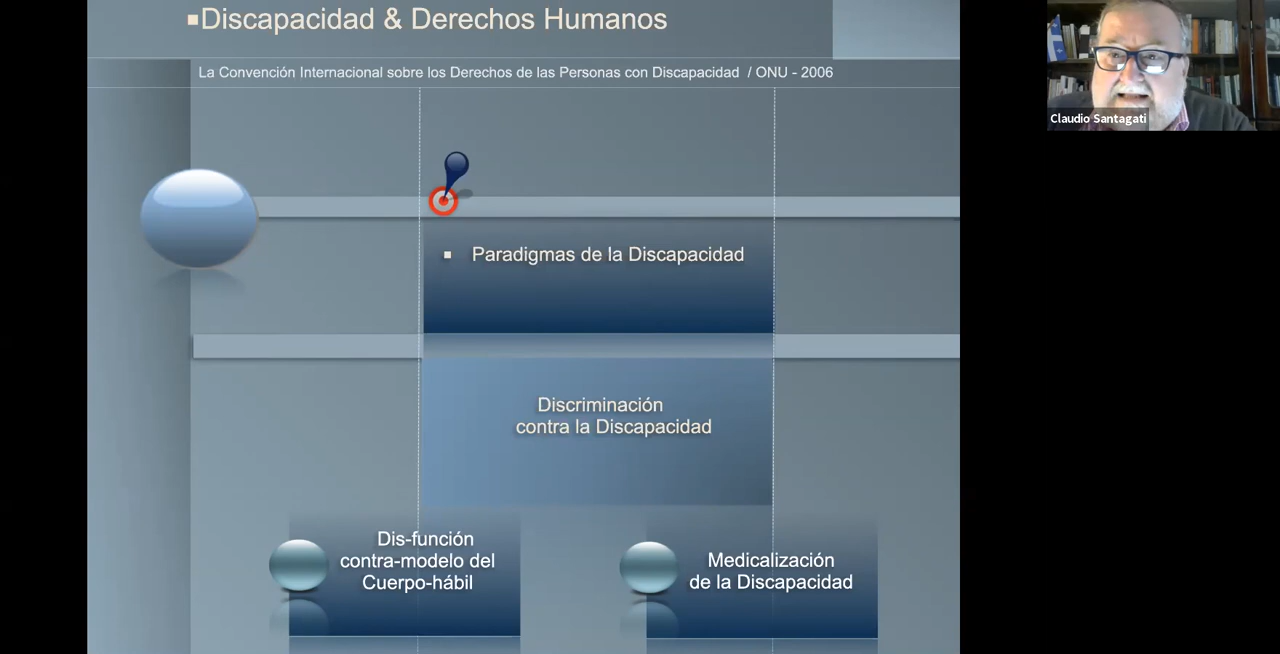 ▪Discapacidad & Derechos Humanos
La Convención Internacional sobre los Derechos de las Personas con Discapacidad / ONU - 2006
Claudio Santagati
▪ Paradigmas de la Discapacidad
Discriminación
contra la Discapacidad
Dis-función
contra-modelo del
Cuerpo-hábil
Medicalización
de la Discapacidad